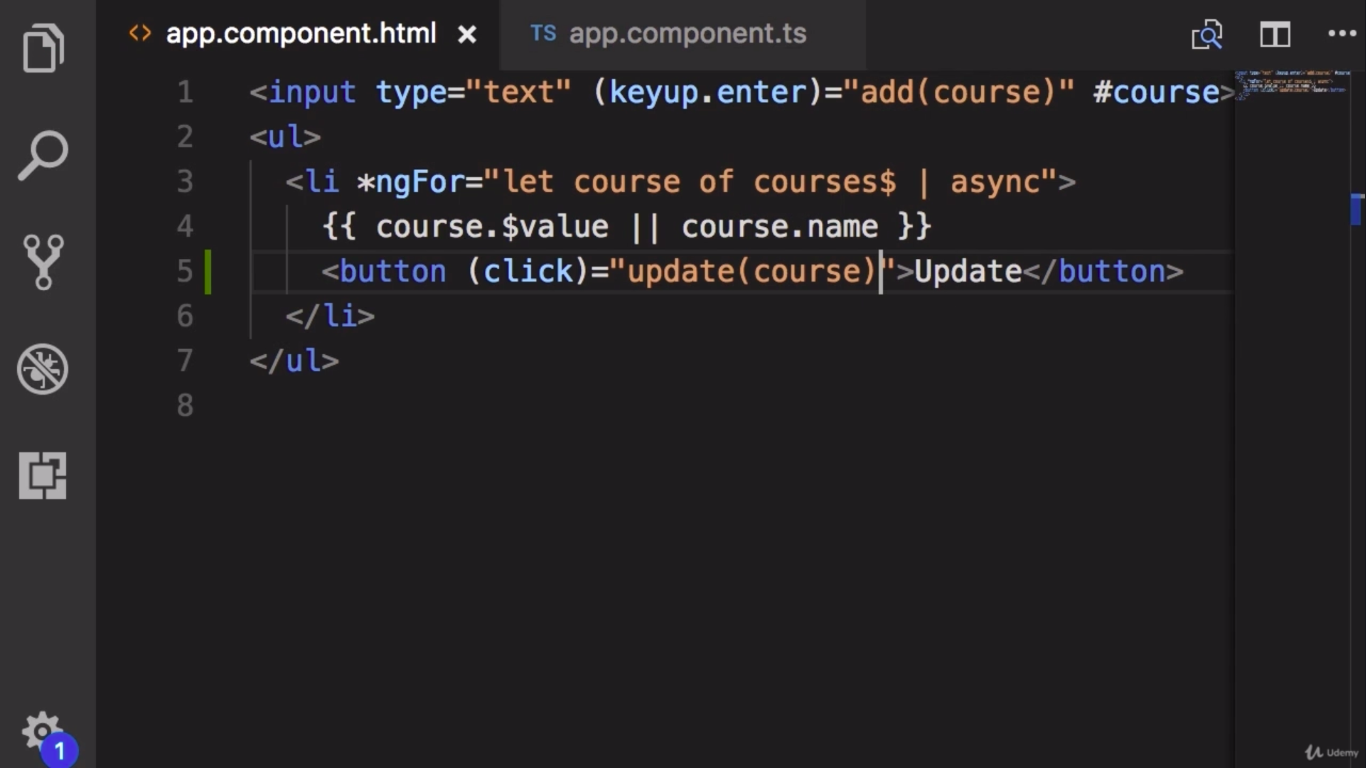 <> app.component.html × TS app.component.ts
1 <input type="text" (keyup.enter)="add(course)" #course>
2 <ul>
3 <li *ngFor="let course of courses$ | async">
4 {{ course.$value || course.name }}
5 <button (click)="update(course)">Update</button>
6 </li>
7 </ul>
8
1
Udemy